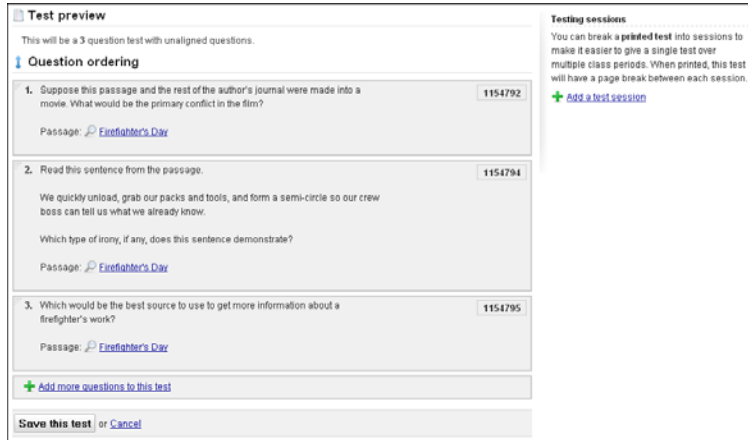 Test preview
This will be a 3 question test with unaligned questions.
Question ordering
1. Suppose this passage and the rest of the author's journal were made into a
movie. What would be the primary conflict in the film?
1154792
Passage: Firefighter's Day
2. Read this sentence from the passage.
1154794
We quickly unload, grab our packs and tools, and form a semi-circle so our crew
boss can tell us what we already know.
Which type of irony, if any, does this sentence demonstrate?
Passage: Firefighter's Day
3. Which would be the best source to use to get more information about a
firefighter's work?
1154795
Passage: Firefighter's Day
Add more questions to this test
Save this test or Cancel
Testing sessions
You can break a printed test into sessions to
make it easier to give a single test over
multiple class periods. When printed, this test
will have a page break between each session.
Add a test session